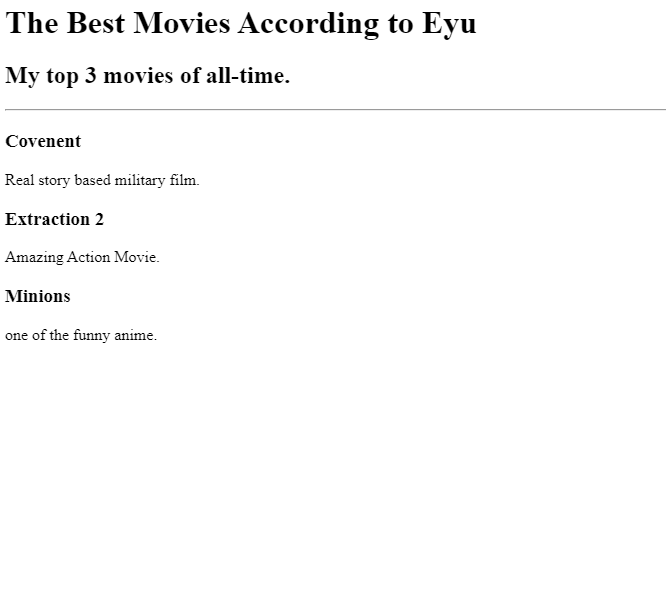 The Best Movies According to Eyu
My top 3 movies of all-time.
Covenent
Real story based military film.
Extraction 2
Amazing Action Movie.
Minions
one of the funny anime.